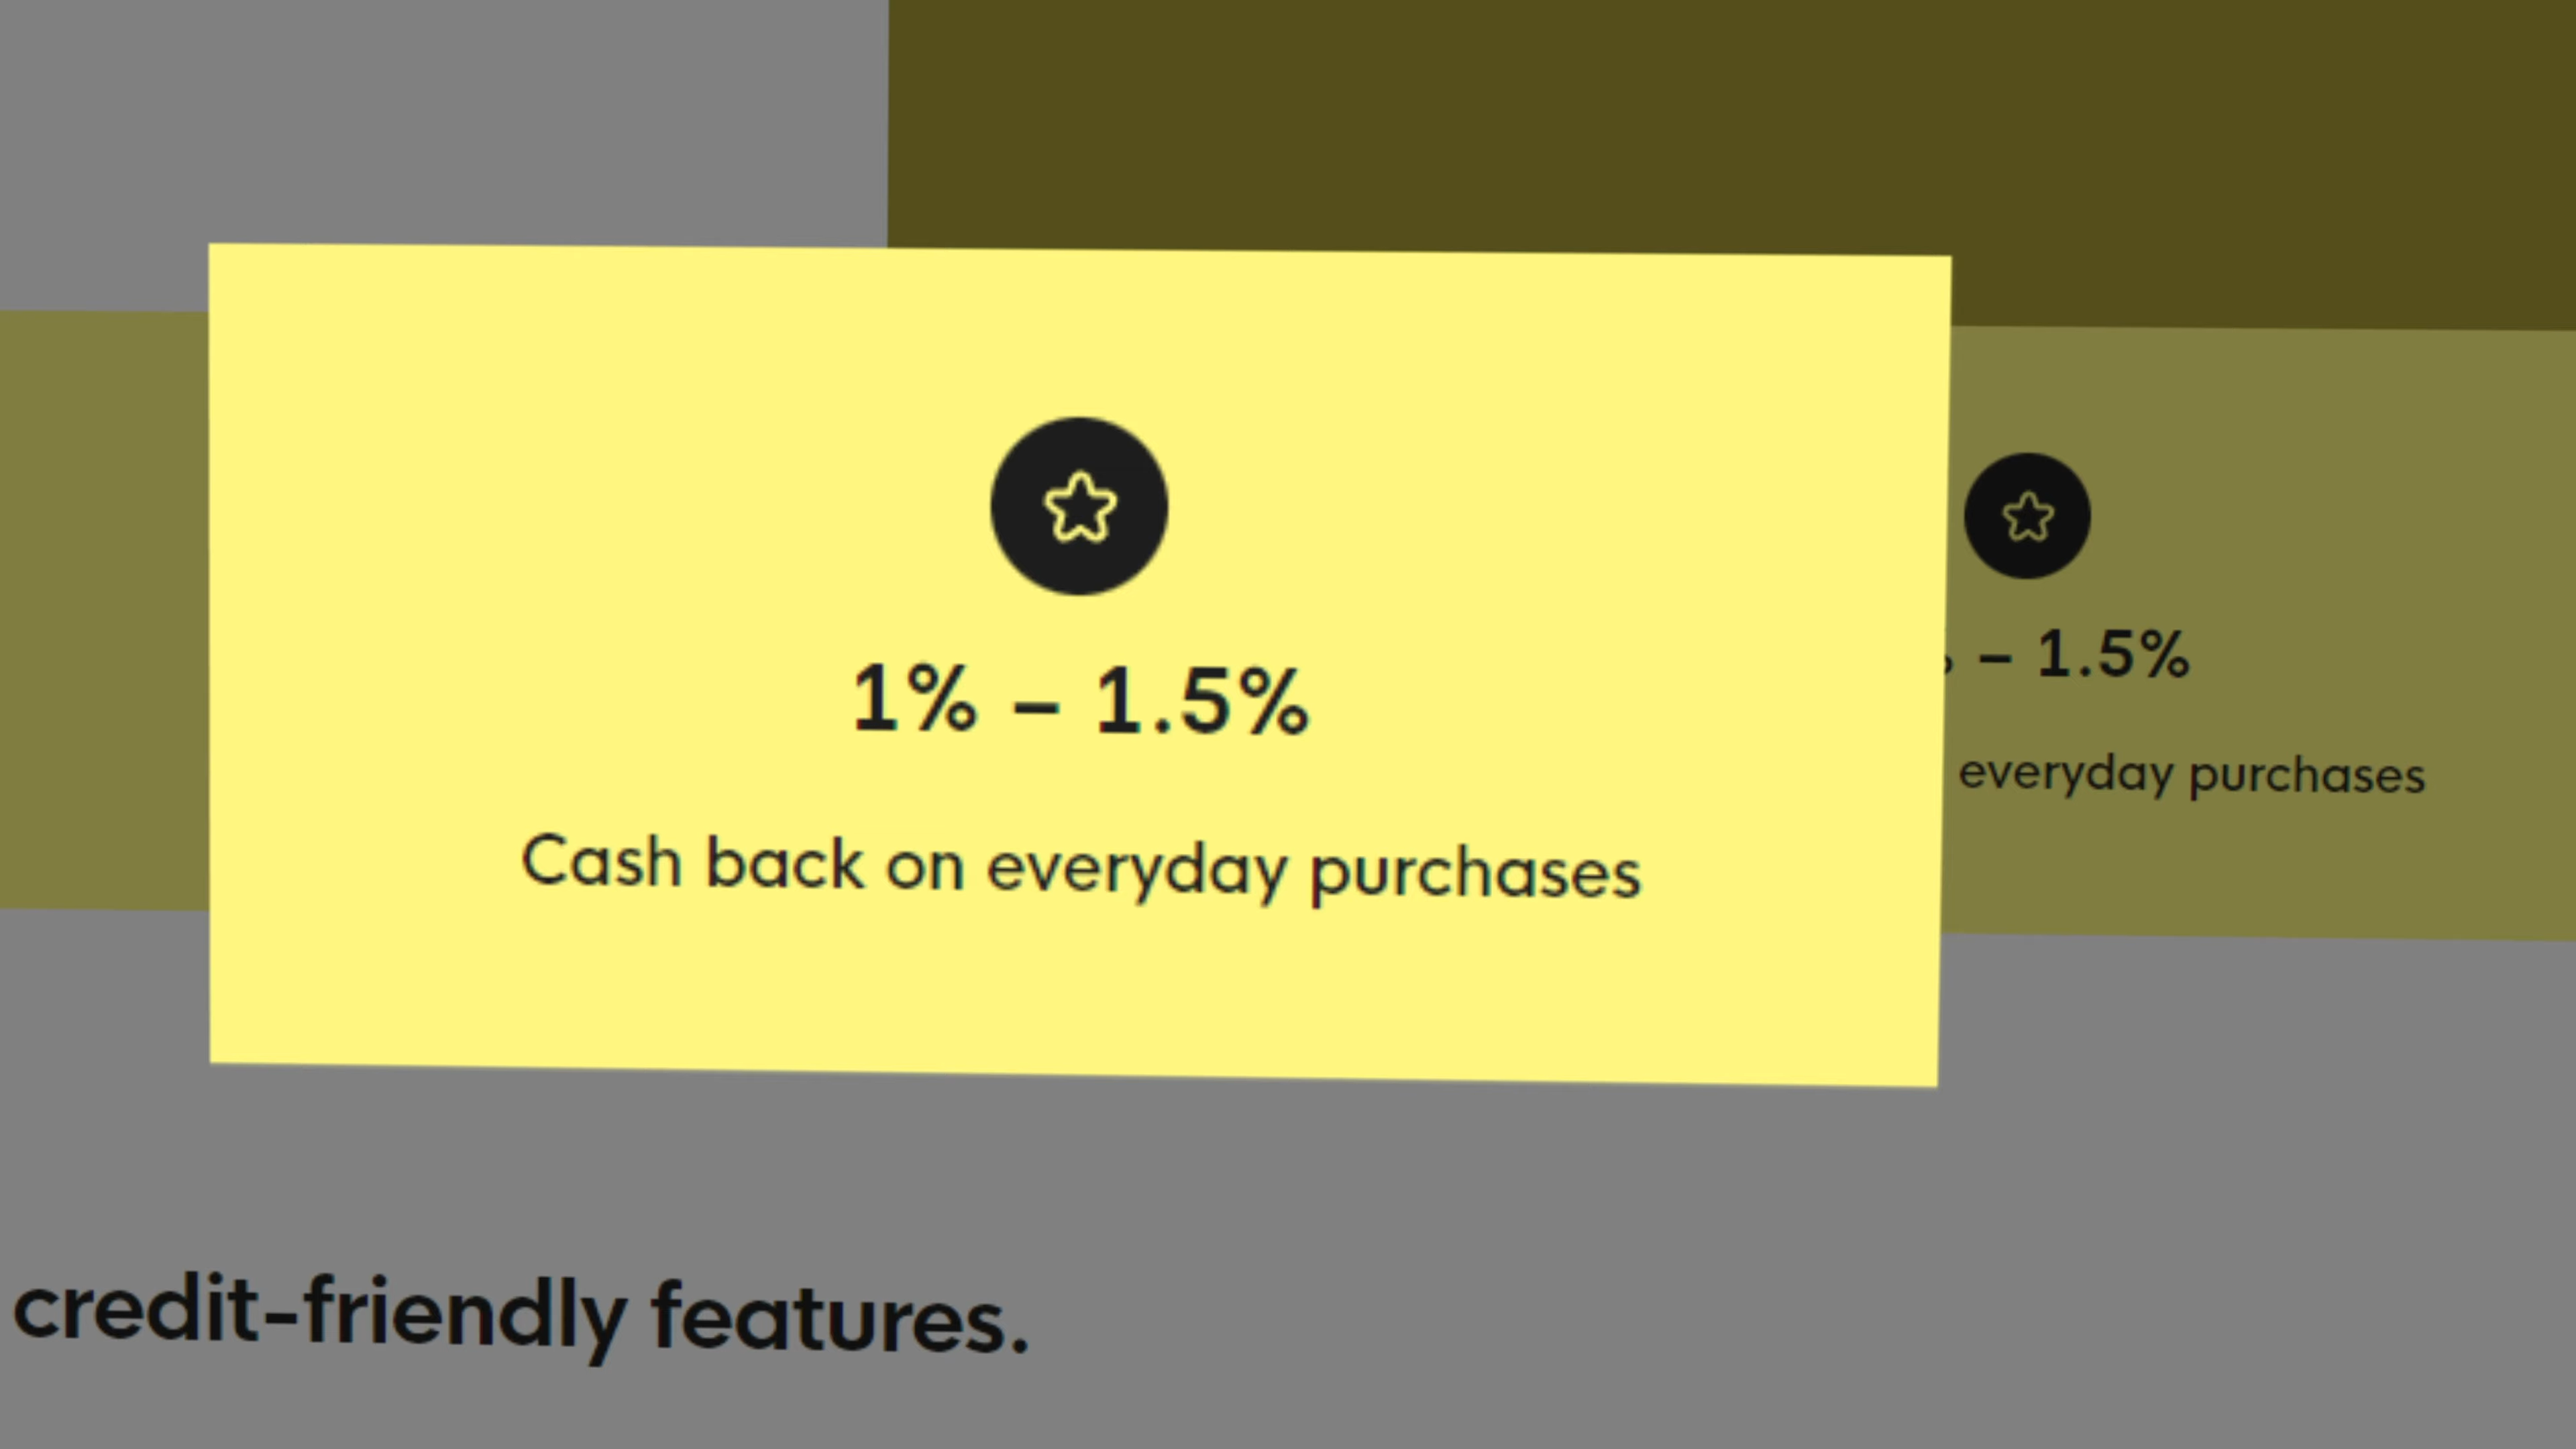 1% – 1.5%
Cash back on everyday purchases
– 1.5%
everyday purchases
credit-friendly features.